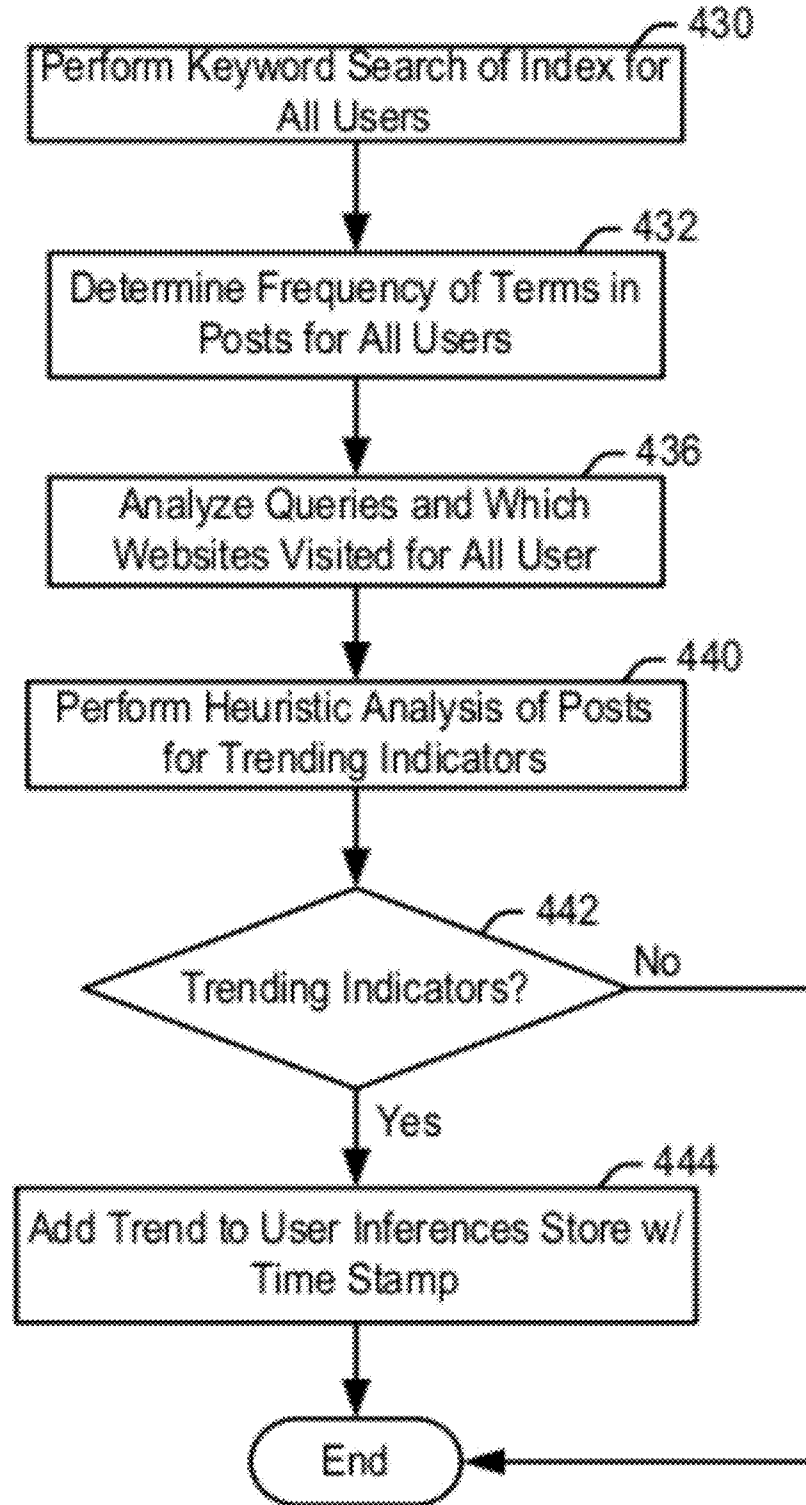 430
Perform Keyword Search of Index for
All Users
432
Determine Frequency of Terms in
Posts for All Users
436
Analyze Queries and Which
Websites Visited for All User
440
Perform Heuristic Analysis of Posts
for Trending Indicators
442
Trending Indicators?
No
Yes
444
Add Trend to User Inferences Store w/
Time Stamp
End